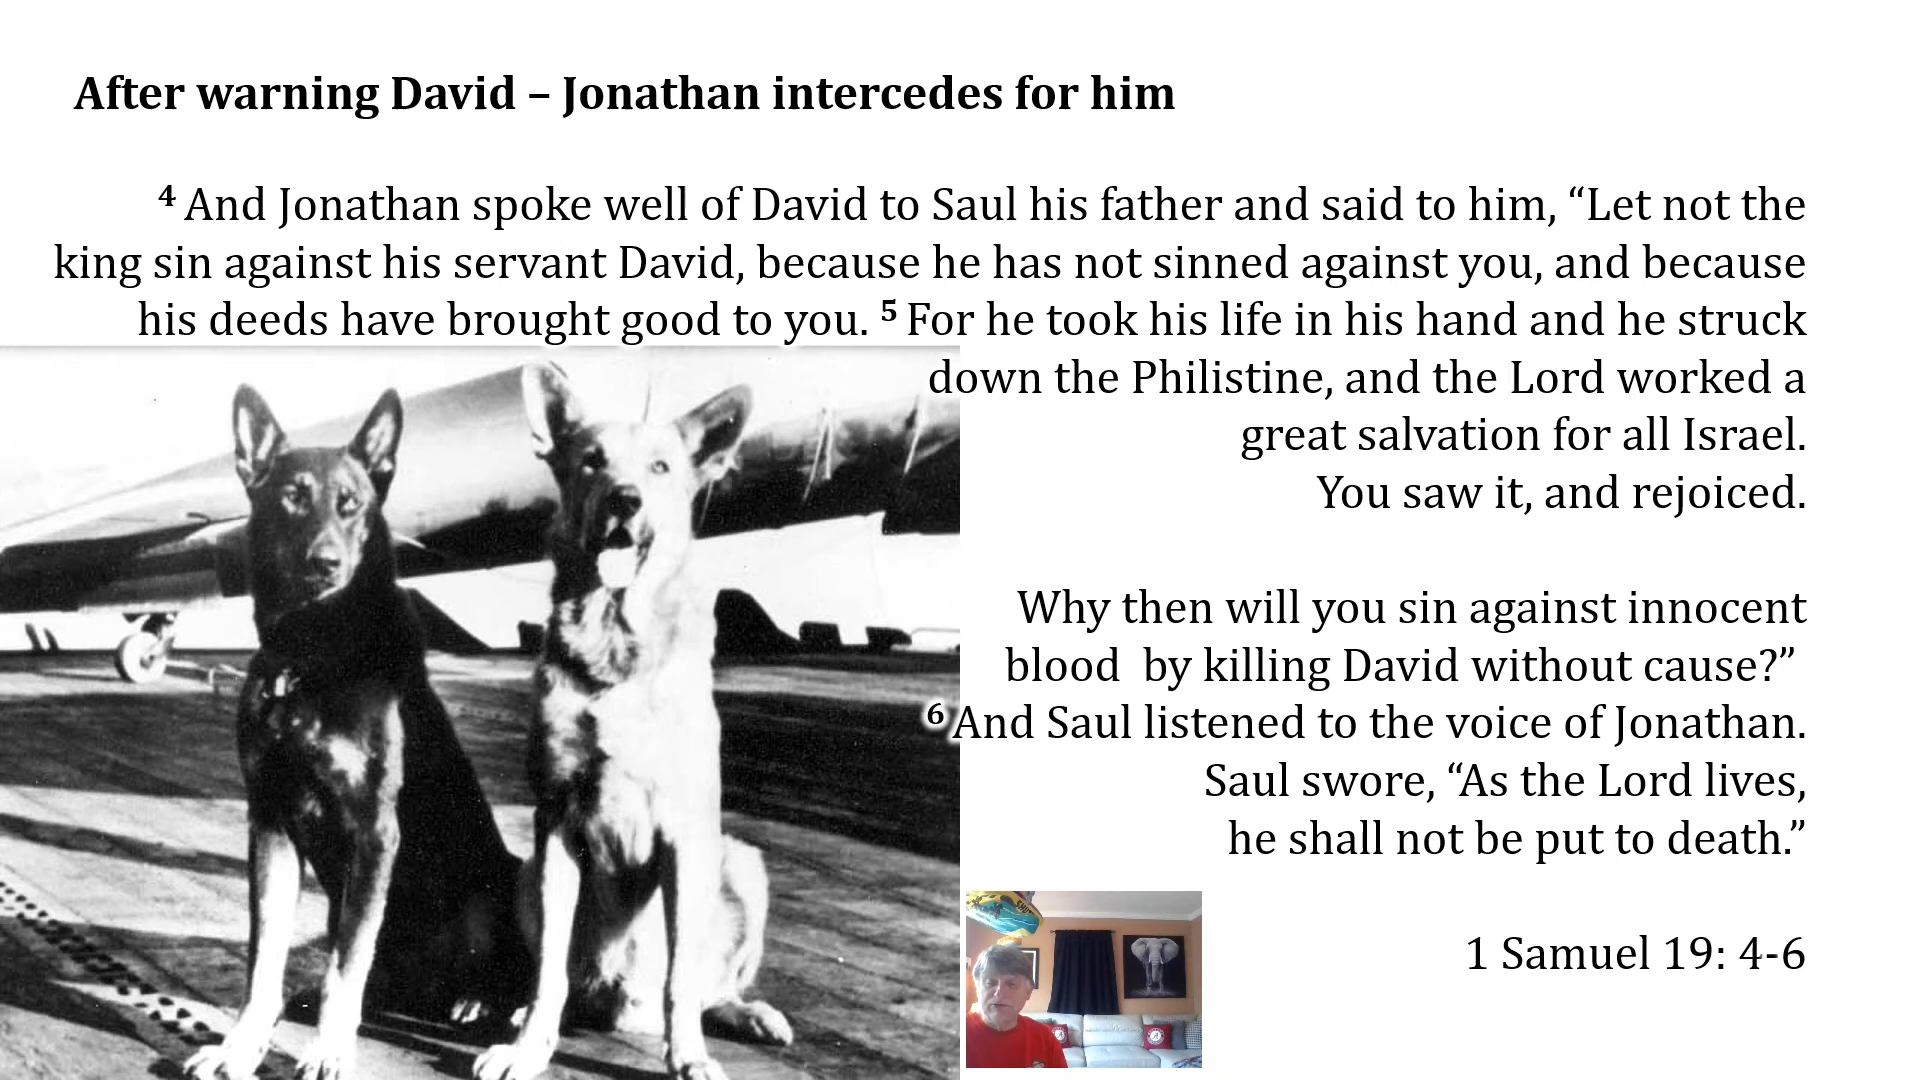 After warning David – Jonathan intercedes for him
4 And Jonathan spoke well of David to Saul his father and said to him, “Let not the
king sin against his servant David, because he has not sinned against you, and because
his deeds have brought good to you. 5 For he took his life in his hand and he struck
down the Philistine, and the Lord worked a
great salvation for all Israel.
You saw it, and rejoiced.
Why then will you sin against innocent
blood  by killing David without cause?”
6 And Saul listened to the voice of Jonathan.
Saul swore, “As the Lord lives,
he shall not be put to death.”
1 Samuel 19: 4-6